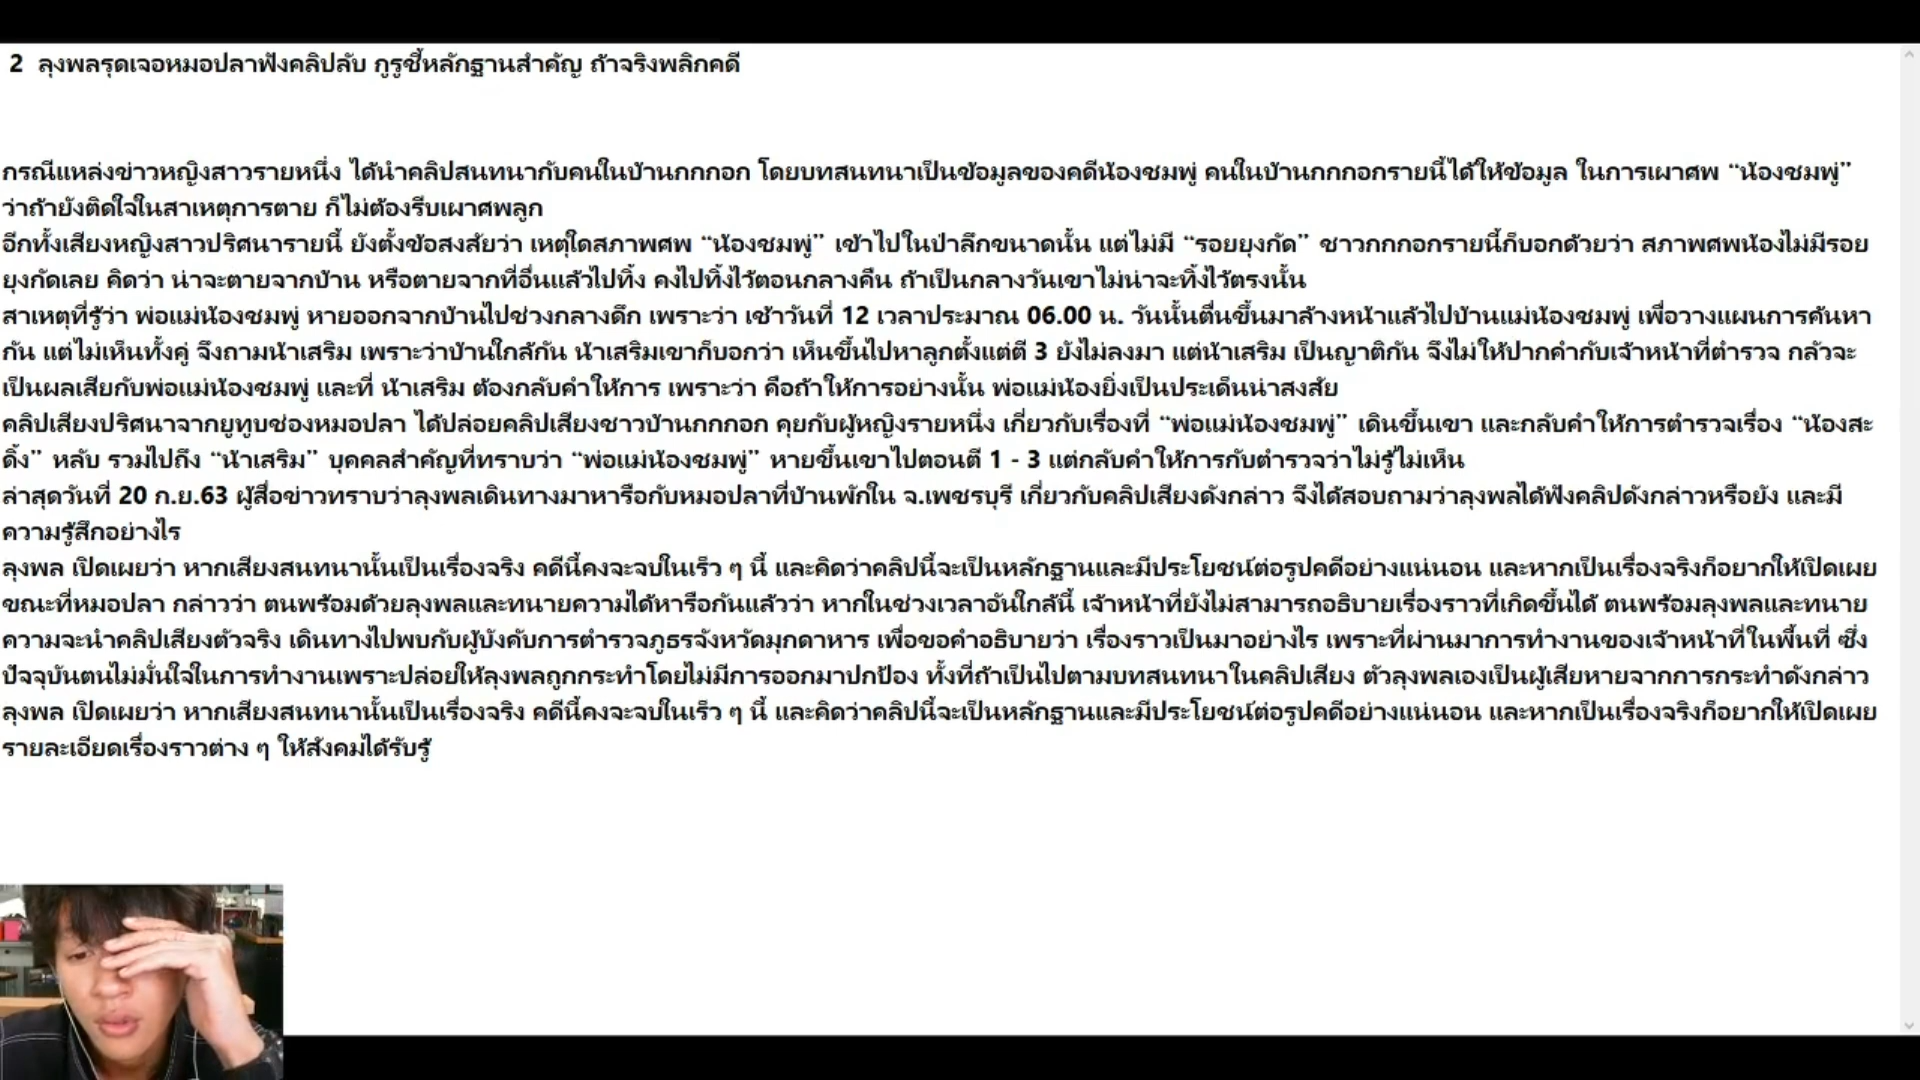 2 ลุงพลรุดเจอหมอปลาฟังคลิปลับ กูรูชี้หลักฐานสำคัญ ถ้าจริงพลิกคดี
กรณีแหล่งข่าวหญิงสาวรายหนึ่ง ได้นำคลิปสนทนากับคนในบ้านกกกอก โดยบทสนทนาเป็นข้อมูลของคดีน้องชมพู่ คนในบ้านกกกอกรายนี้ได้ให้ข้อมูล ในการเผาศพ “น้องชมพู่”
ว่าถ้ายังติดใจในสาเหตุการตาย ก็ไม่ต้องรีบเผาศพลูก
อีกทั้งเสียงหญิงสาวปริศนารายนี้ ยังตั้งข้อสงสัยว่า เหตุใดสภาพศพ “น้องชมพู่” เข้าไปในป่าลึกขนาดนั้น แต่ไม่มี “รอยยุงกัด” ชาวกกกอกรายนี้ก็บอกด้วยว่า สภาพศพน้องไม่มีรอย
ยุงกัดเลย คิดว่า น่าจะตายจากบ้าน หรือตายจากที่อื่นแล้วไปทิ้ง คงไปทิ้งไว้ตอนกลางคืน ถ้าเป็นกลางวันเขาไม่น่าจะทิ้งไว้ตรงนั้น
สาเหตุที่รู้ว่า พ่อแม่น้องชมพู่ หายออกจากบ้านไปช่วงกลางดึก เพราะว่า เช้าวันที่ 12 เวลาประมาณ 06.00 น. วันนั้นตื่นขึ้นมาล้างหน้าแล้วไปบ้านแม่น้องชมพู่ เพื่อวางแผนการค้นหา
กัน แต่ไม่เห็นทั้งคู่ จึงถามน้าเสริม เพราะว่าบ้านใกล้กัน น้าเสริมเขาก็บอกว่า เห็นขึ้นไปหาลูกตั้งแต่ตี 3 ยังไม่ลงมา แต่น้าเสริม เป็นญาติกัน จึงไม่ให้ปากคำกับเจ้าหน้าที่ตำรวจ กลัวจะ
เป็นผลเสียกับพ่อแม่น้องชมพู่ และที่ น้าเสริม ต้องกลับคำให้การ เพราะว่า คือถ้าให้การอย่างนั้น พ่อแม่น้องยิ่งเป็นประเด็นน่าสงสัย
คลิปเสียงปริศนาจากยูทูบช่องหมอปลา ได้ปล่อยคลิปเสียงชาวบ้านกกกอก คุยกับผู้หญิงรายหนึ่ง เกี่ยวกับเรื่องที่ “พ่อแม่น้องชมพู่” เดินขึ้นเขา และกลับคำให้การตำรวจเรื่อง “น้องสะ
ดิ้ง” หลับ รวมไปถึง “น้าเสริม” บุคคลสำคัญที่ทราบว่า “พ่อแม่น้องชมพู่” หายขึ้นเขาไปตอนตี 1 - 3 แต่กลับคำให้การกับตำรวจว่าไม่รู้ไม่เห็น
ล่าสุดวันที่ 20 ก.ย.63 ผู้สื่อข่าวทราบว่าลุงพลเดินทางมาหารือกับหมอปลาที่บ้านพักใน จ.เพชรบุรี เกี่ยวกับคลิปเสียงดังกล่าว จึงได้สอบถามว่าลุงพลได้ฟังคลิปดังกล่าวหรือยัง และมี
ความรู้สึกอย่างไร
ลุงพล เปิดเผยว่า หากเสียงสนทนานั้นเป็นเรื่องจริง คดีนี้คงจะจบในเร็ว ๆ นี้ และคิดว่าคลิปนี้จะเป็นหลักฐานและมีประโยชน์ต่อรูปคดีอย่างแน่นอน และหากเป็นเรื่องจริงก็อยากให้เปิดเผย
ขณะที่หมอปลา กล่าวว่า ตนพร้อมด้วยลุงพลและทนายความได้หารือกันแล้วว่า หากในช่วงเวลาอันใกล้นี้ เจ้าหน้าที่ยังไม่สามารถอธิบายเรื่องราวที่เกิดขึ้นได้ ตนพร้อมลุงพลและทนาย
ความจะนำคลิปเสียงตัวจริง เดินทางไปพบกับผู้บังคับการตำรวจภูธรจังหวัดมุกดาหาร เพื่อขอคำอธิบายว่า เรื่องราวเป็นมาอย่างไร เพราะที่ผ่านมาการทำงานของเจ้าหน้าที่ในพื้นที่ ซึ่ง
ปัจจุบันตนไม่มั่นใจในการทำงานเพราะปล่อยให้ลุงพลถูกกระทำโดยไม่มีการออกมาปกป้อง ทั้งที่ถ้าเป็นไปตามบทสนทนาในคลิปเสียง ตัวลุงพลเองเป็นผู้เสียหายจากการกระทำดังกล่าว
ลุงพล เปิดเผยว่า หากเสียงสนทนานั้นเป็นเรื่องจริง คดีนี้คงจะจบในเร็ว ๆ นี้ และคิดว่าคลิปนี้จะเป็นหลักฐานและมีประโยชน์ต่อรูปคดีอย่างแน่นอน และหากเป็นเรื่องจริงก็อยากให้เปิดเผย
รายละเอียดเรื่องราวต่าง ๆ ให้สังคมได้รับรู้